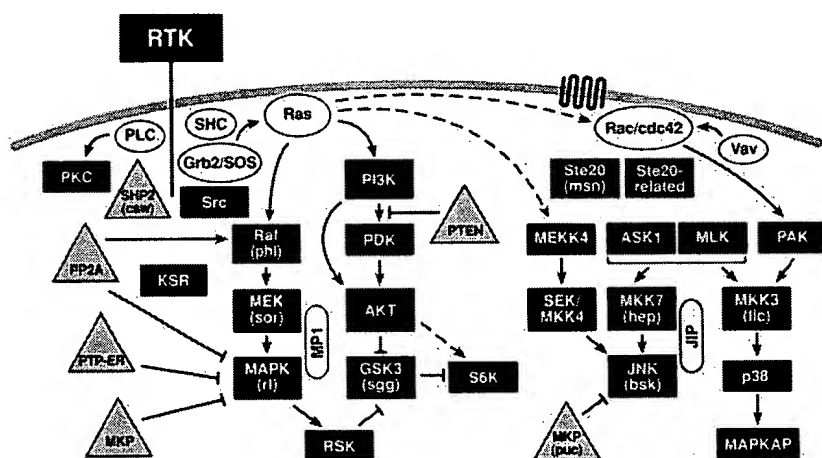 RTK
PLC
SHC
Ras
Rac/cdc42
Vav
Grb2/SOS
PKC
SHP2
(csw)
Src
PI3K
Ste20
(msn)
Ste20-
related
PP2A
Raf
(phl)
PDK
PTEN
MEKK4
ASK1
MLK
PAK
KSR
MEK
(sor)
MP1
AKT
SEK/
MKK4
MKK7
(hep)
JIP
MKK3
(lic)
PTP-ER
MAPK
(rl)
GSK3
(sgg)
S6K
JNK
(bsk)
p38
MKP
RSK
MKP
(puc)
MAPKAP